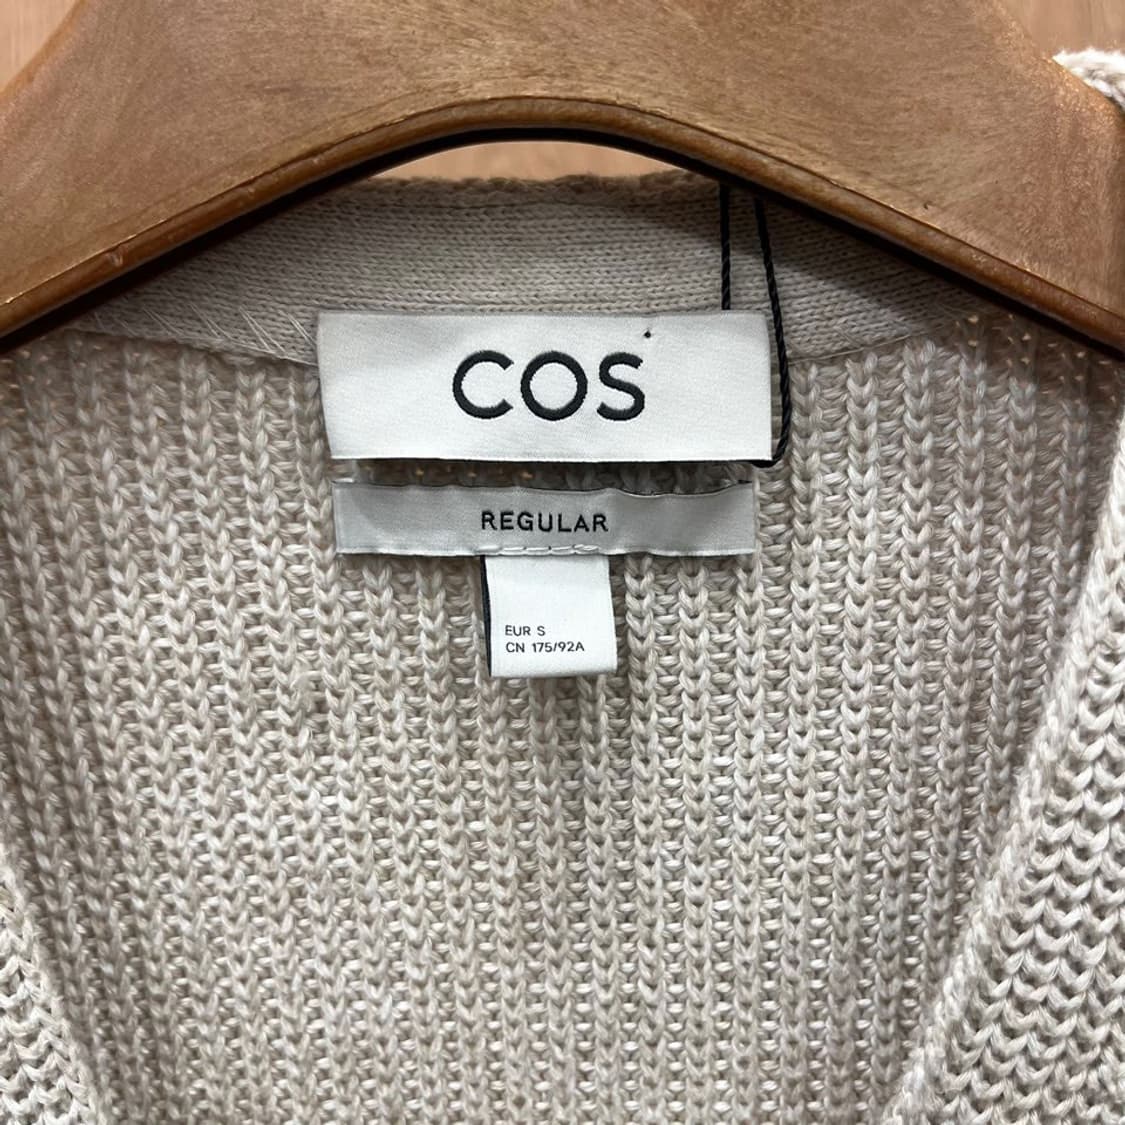 COS
REGULAR
EUR S
CN 175/92A